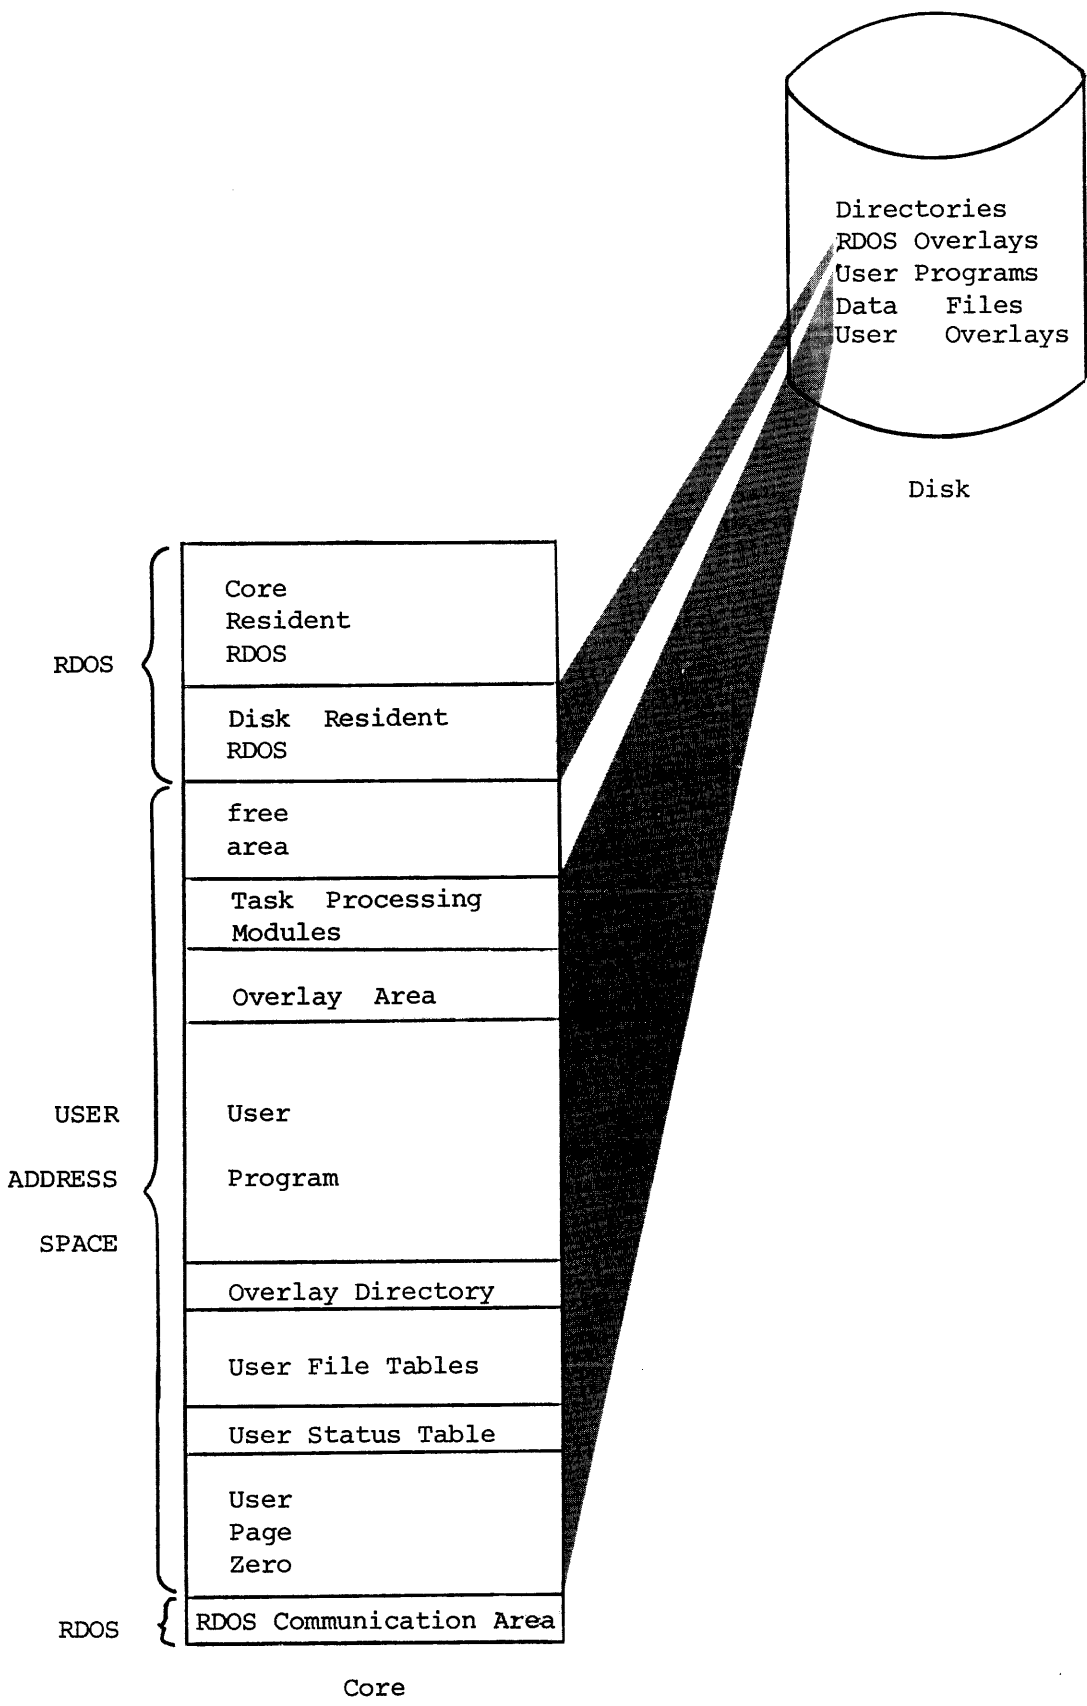 Directories
RDOS Overlays
User Programs
Data Files
User Overlays
Disk
RDOS
Core
Resident
RDOS
Disk Resident
RDOS
free
area
Task Processing
Modules
Overlay Area
USER
ADDRESS
SPACE
User
Program
Overlay Directory
User File Tables
User Status Table
User
Page
Zero
RDOS
RDOS Communication Area
Core